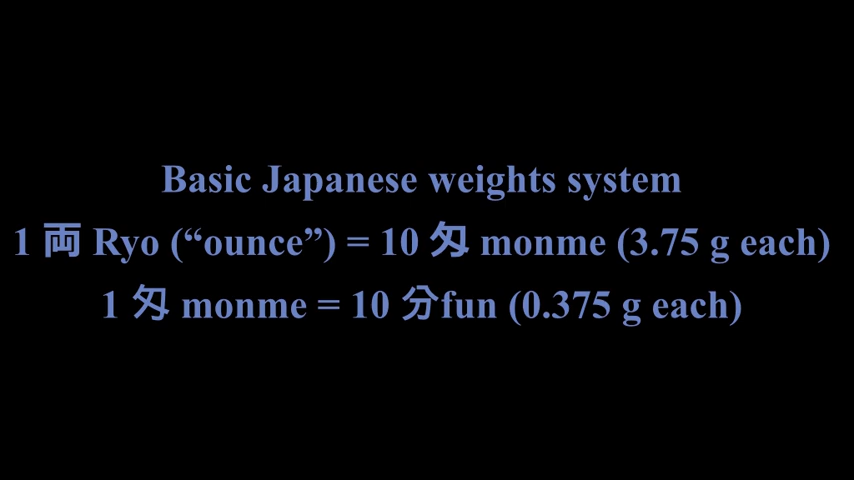 Basic Japanese weights system
1 両 Ryo (“ounce”) = 10 匁 monme (3.75 g each)
1 匁 monme = 10 分fun (0.375 g each)